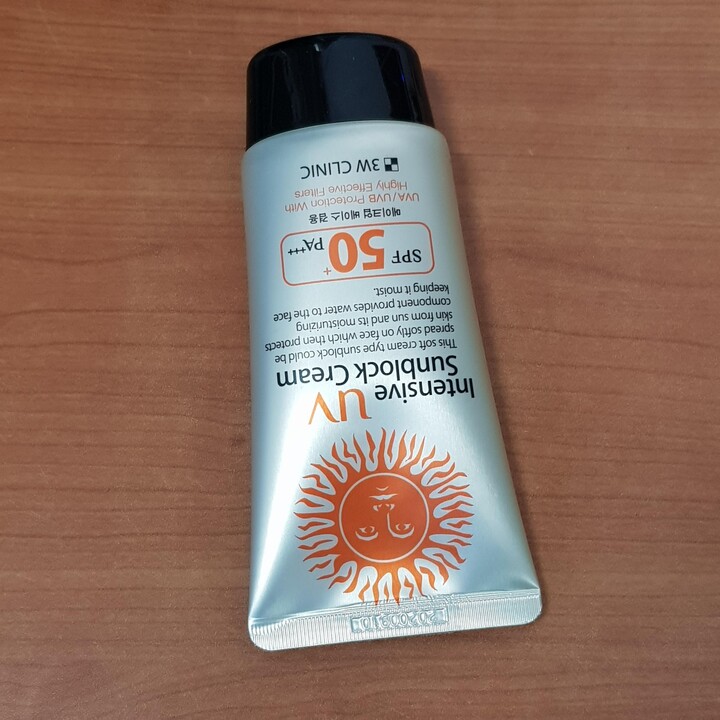 Intensive UV
Sunblock Cream
This soft cream type sunblock could be
spread softly on face which then protects
skin from sun and its moisturizing
component provides water to the face
keeping it moist.
SPF 50+ PA+++
메이크업 베이스 겸용
UVA/UVB Protection With
Highly Effective Filters
3W CLINIC